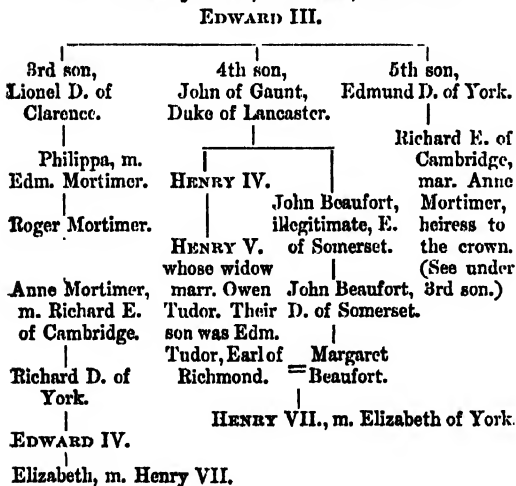 EDWARD III.
3rd son, 4th son, 5th son,
Lionel D. of John of Gaunt, Edmund D. of York.
Clarence. Duke of Lancaster.
Richard E. of
Philippa, m. Cambridge,
Edm. Mortimer. HENRY IV. mar. Anne
John Beaufort, Mortimer,
Roger Mortimer. illegitimate, E. heiress to
HENRY V. of Somerset. the crown.
whose widow (See under
Anne Mortimer, marr. Owen John Beaufort, 3rd son.)
m. Richard E. Tudor. Their D. of Somerset.
of Cambridge. son was Edm.
Tudor, Earl of Margaret
Richard D. of Richmond. = Beaufort.
York.
HENRY VII., m. Elizabeth of York.
EDWARD IV.
Elizabeth, m. Henry VII.